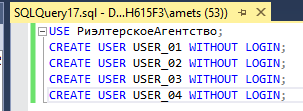 SQLQuery17.sql - D...H615F3\amets (53))*
USE РиэлтерскоеАгентство;
CREATE USER USER_01 WITHOUT LOGIN;
CREATE USER USER_02 WITHOUT LOGIN;
CREATE USER USER_03 WITHOUT LOGIN;
CREATE USER USER_04 WITHOUT LOGIN;